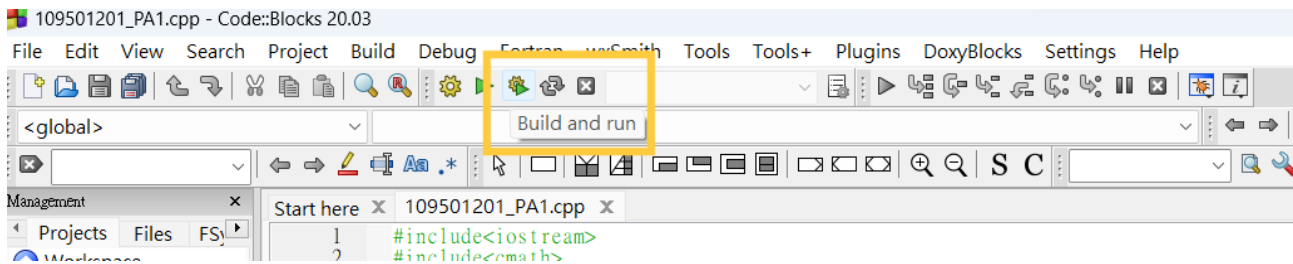 109501201_PA1.cpp - Code::Blocks 20.03
File Edit View Search Project Build Debug Fortran wxSmith Tools Tools+ Plugins DoxyBlocks Settings Help
<global>
Build and run
Aa .*
S C
Management x
Start here X 109501201_PA1.cpp X
Projects Files FSy
1 #include<iostream>
2 #include<cmath>
Workspace